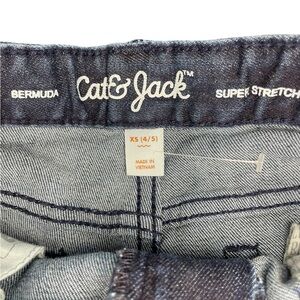 BERMUDA Cat & Jack™ SUPER STRETCH
XS (4/5)
MADE IN
VIETNAM